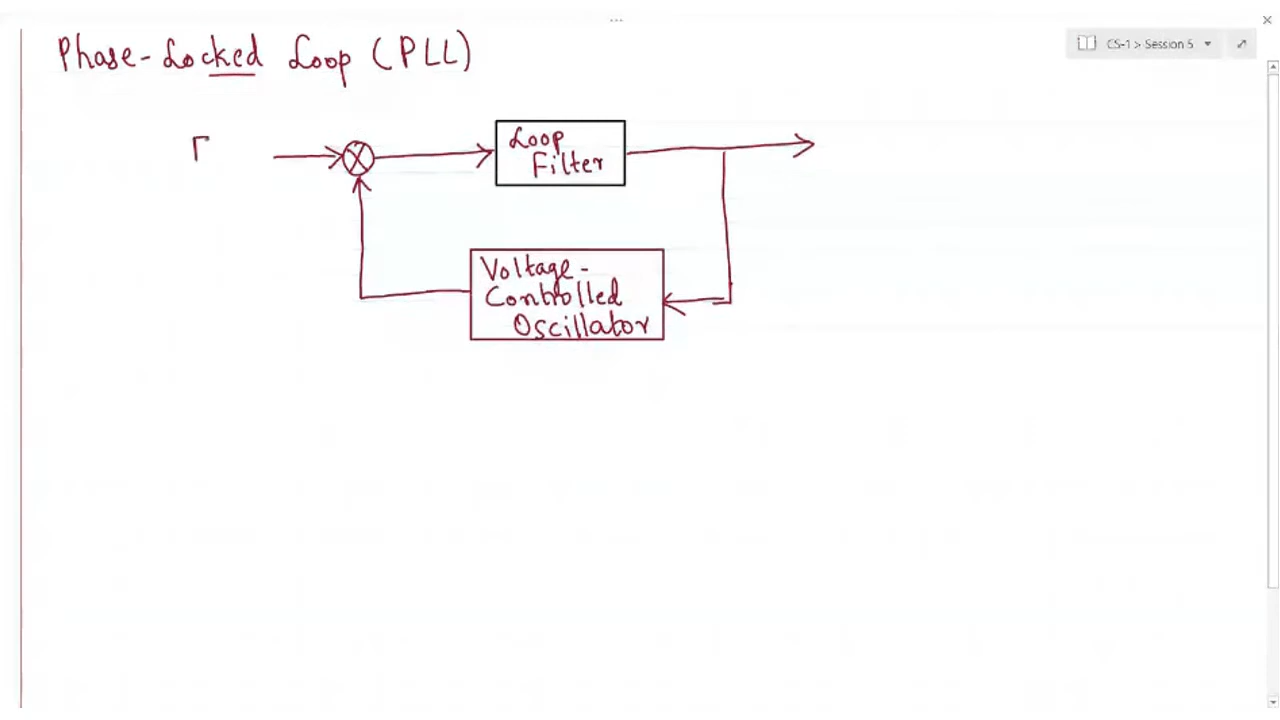 Phase-Locked Loop (PLL)
CS-1 > Session 5
Loop
Filter
Voltage-
Controlled
Oscillator